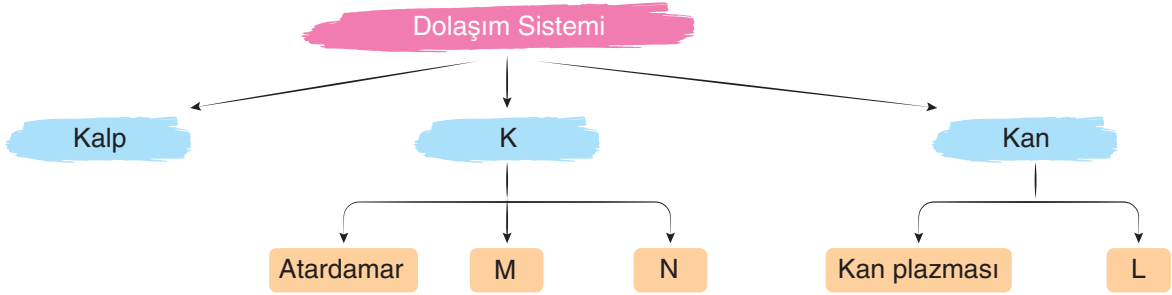 Dolaşım Sistemi
Kalp
K
Kan
Atardamar
M
N
Kan plazması
L